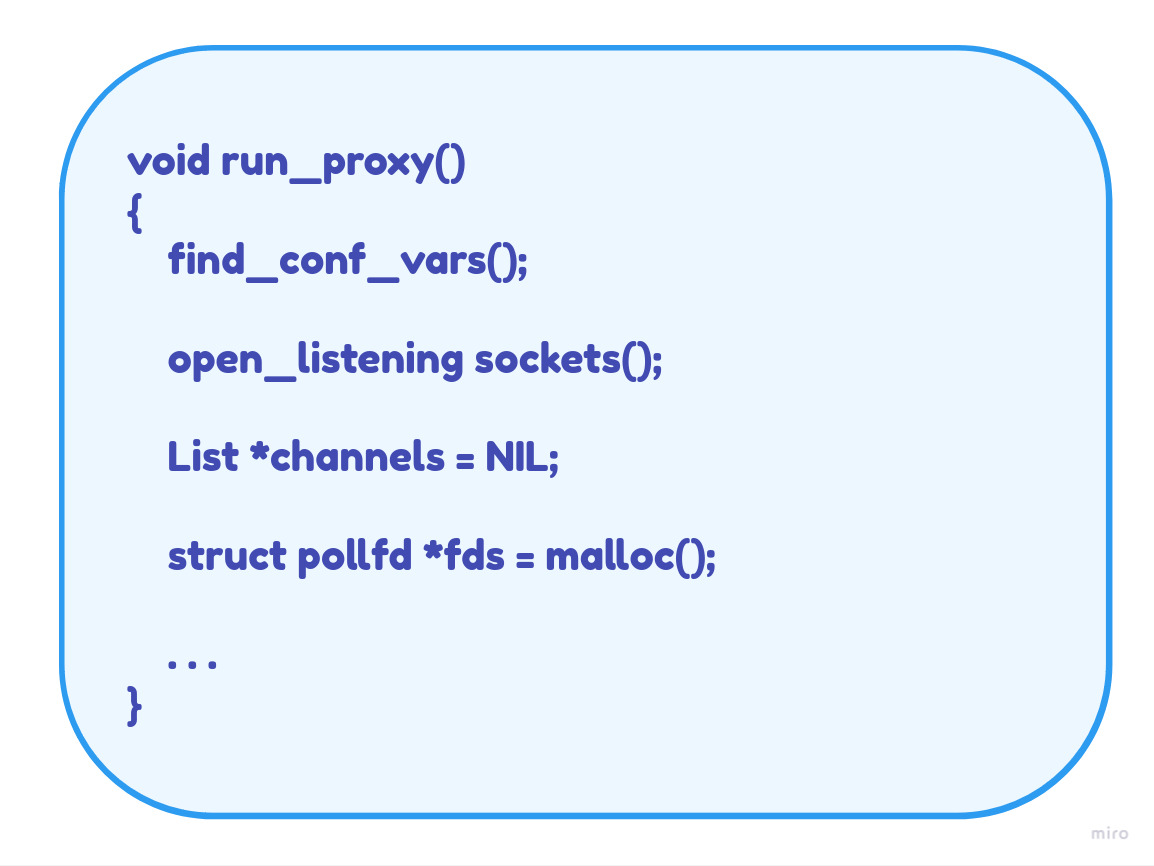 void run_proxy()
{
find_conf_vars();
open_listening sockets();
List *channels = NIL;
struct pollfd *fds = malloc();
. . .
}
miro